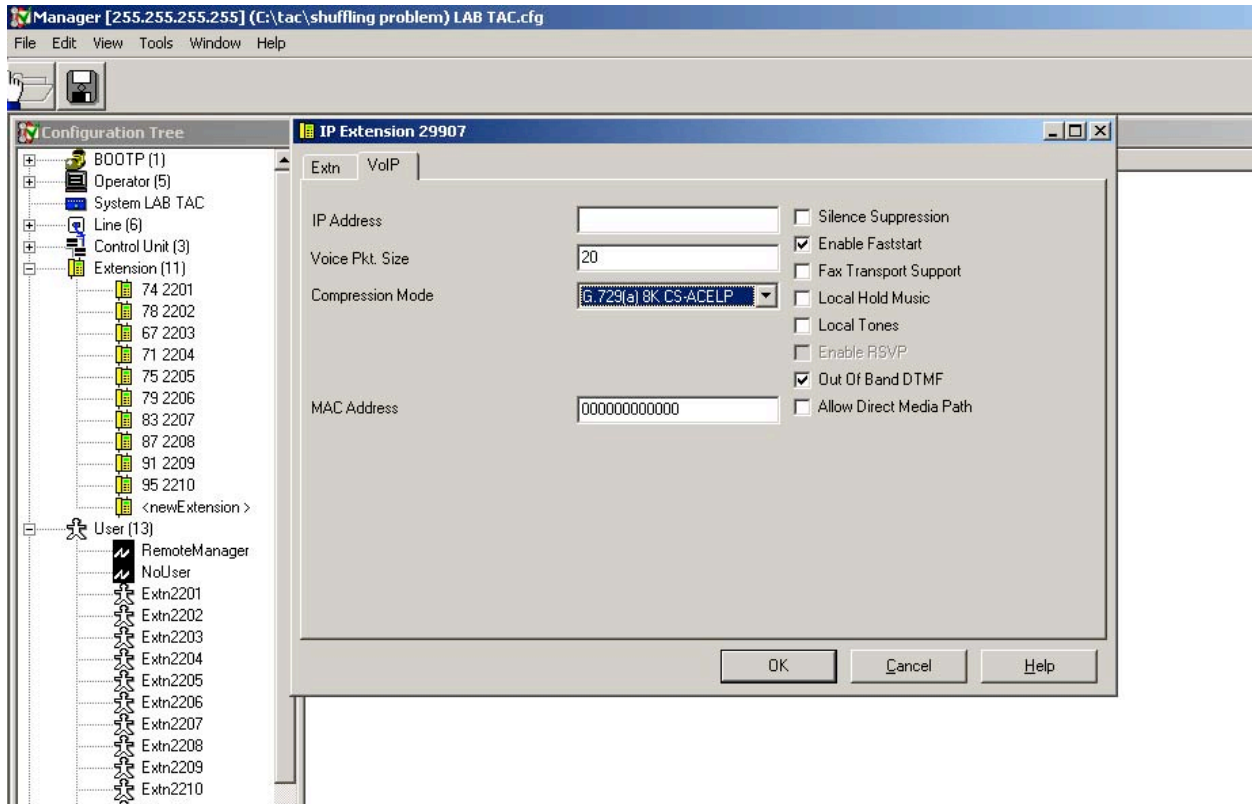 Manager [255.255.255.255] (C:\tac\shuffling problem) LAB TAC.cfg
File Edit View Tools Window Help
Configuration Tree
BOOTP (1)
Operator (5)
System LAB TAC
Line (6)
Control Unit (3)
Extension (11)
74 2201
78 2202
67 2203
71 2204
75 2205
79 2206
83 2207
87 2208
91 2209
95 2210
<newExtension >
User (13)
RemoteManager
NoUser
Extn2201
Extn2202
Extn2203
Extn2204
Extn2205
Extn2206
Extn2207
Extn2208
Extn2209
Extn2210
IP Extension 29907
Extn VoIP
IP Address
Voice Pkt. Size 20
Compression Mode G.729(a) 8K CS-ACELP
MAC Address 000000000000
Silence Suppression
Enable Faststart
Fax Transport Support
Local Hold Music
Local Tones
Enable RSVP
Out Of Band DTMF
Allow Direct Media Path
OK Cancel Help